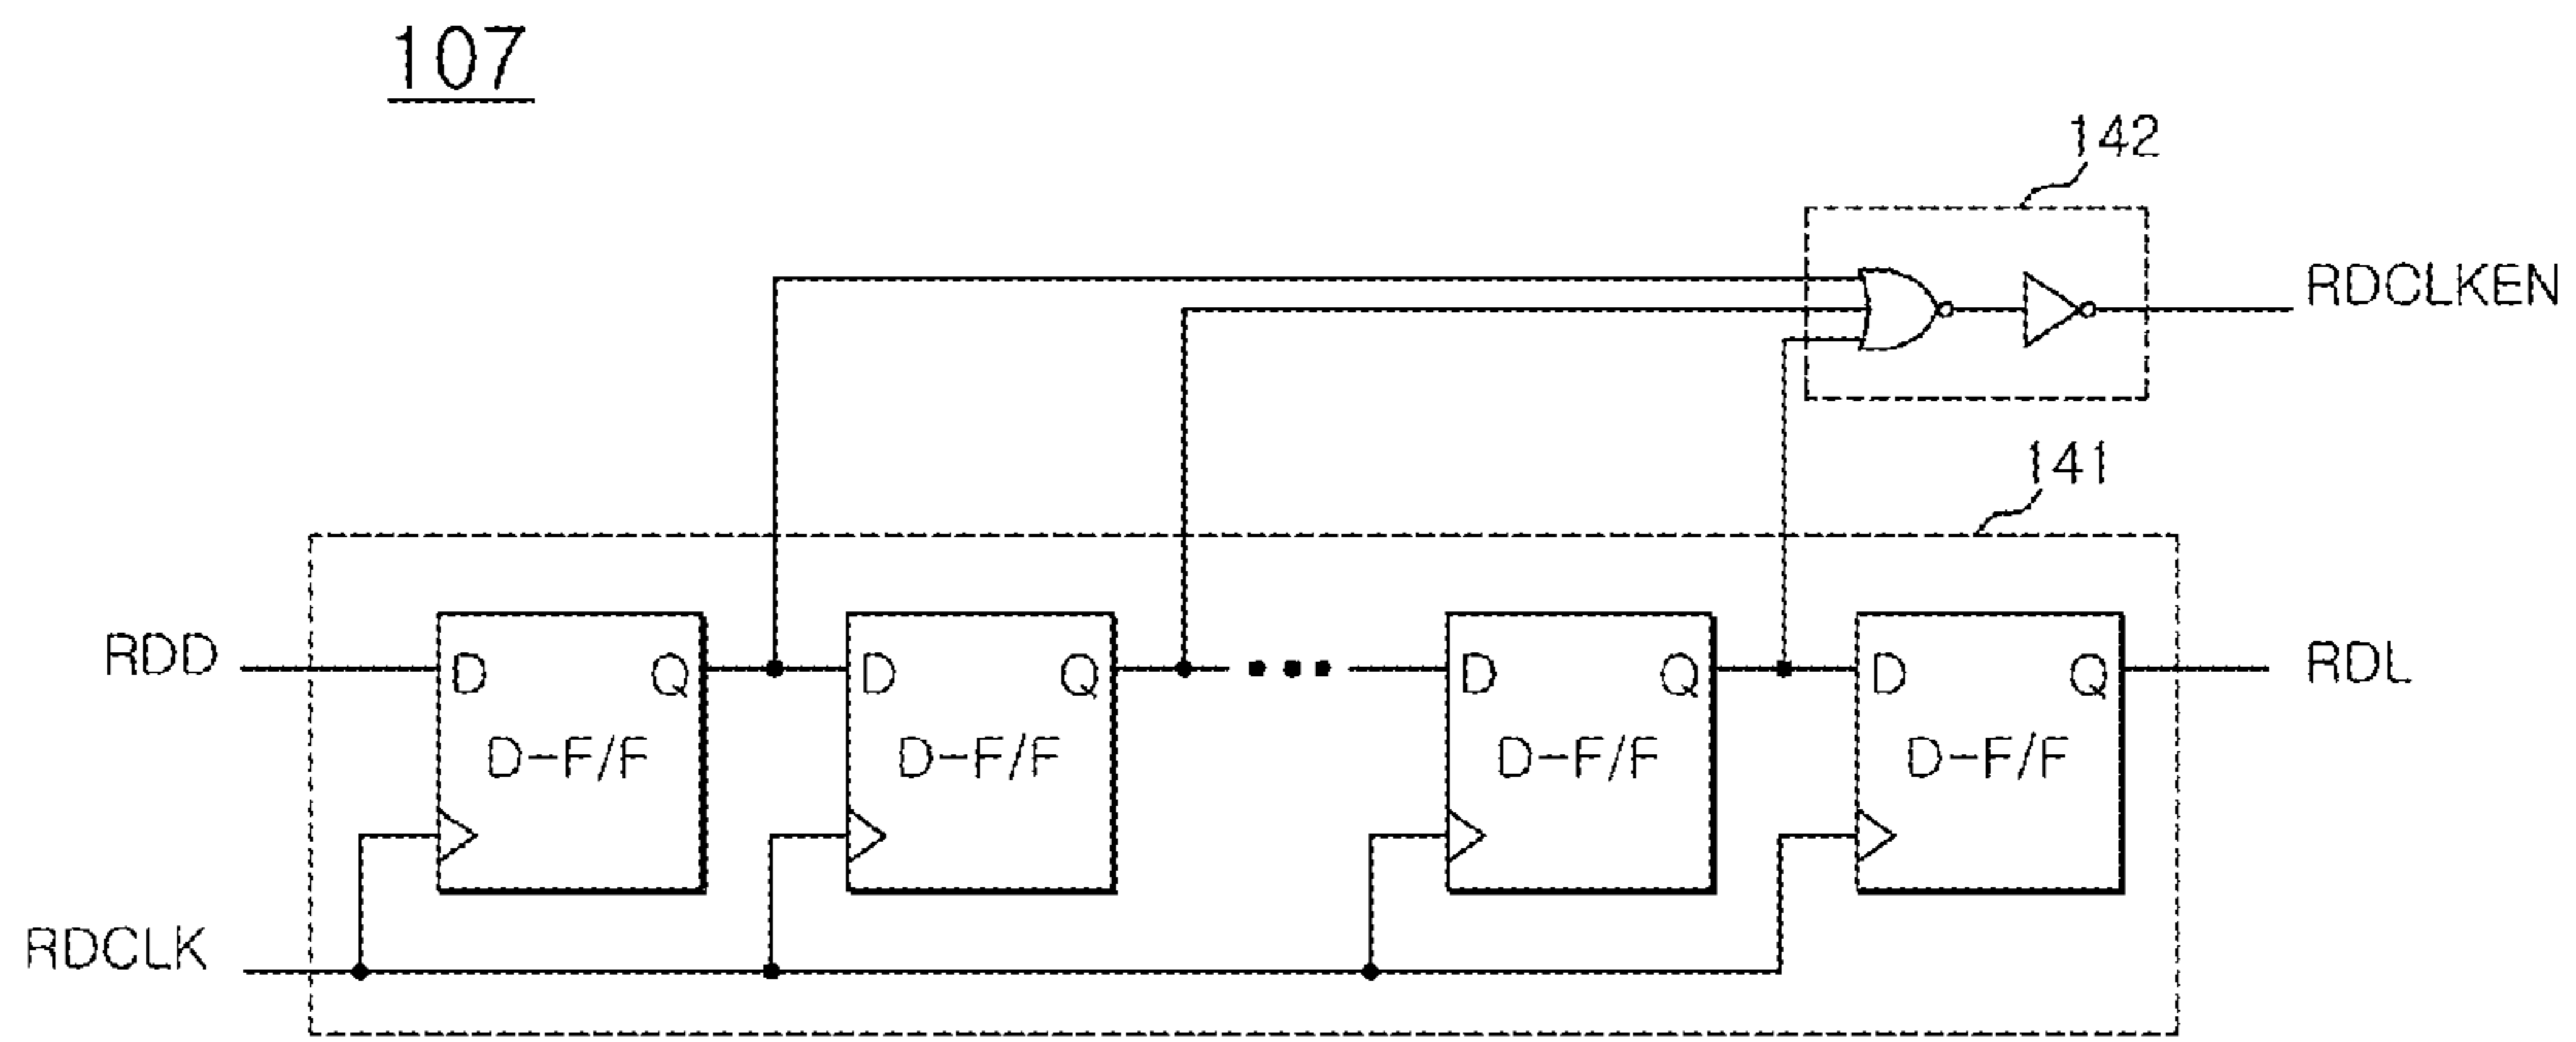 107
142
RDCLKEN
141
RDD
D Q
D-F/F
D Q
D-F/F
D Q
D-F/F
D Q
D-F/F
RDL
RDCLK